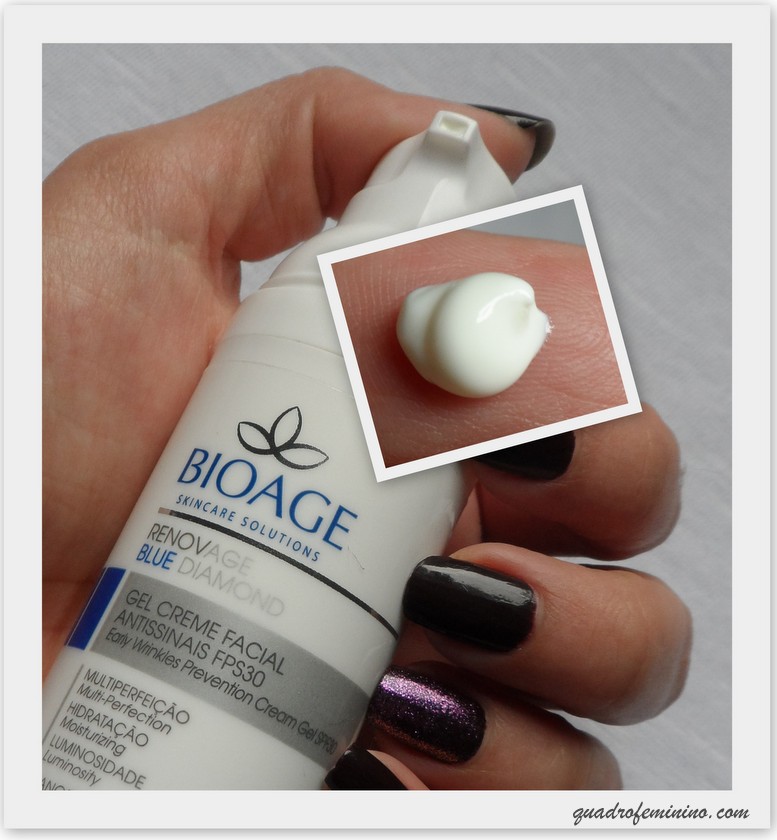 BIOAGE
SKINCARE SOLUTIONS
RENOVAGE
BLUE DIAMOND
GEL CREME FACIAL
ANTISSINAIS FPS30
Early Wrinkles Prevention Cream Gel SPF30
MULTIPERFEIÇÃO
Multi-Perfection
HIDRATAÇÃO
Moisturizing
LUMINOSIDADE
Luminosity
quadrofeminino.com